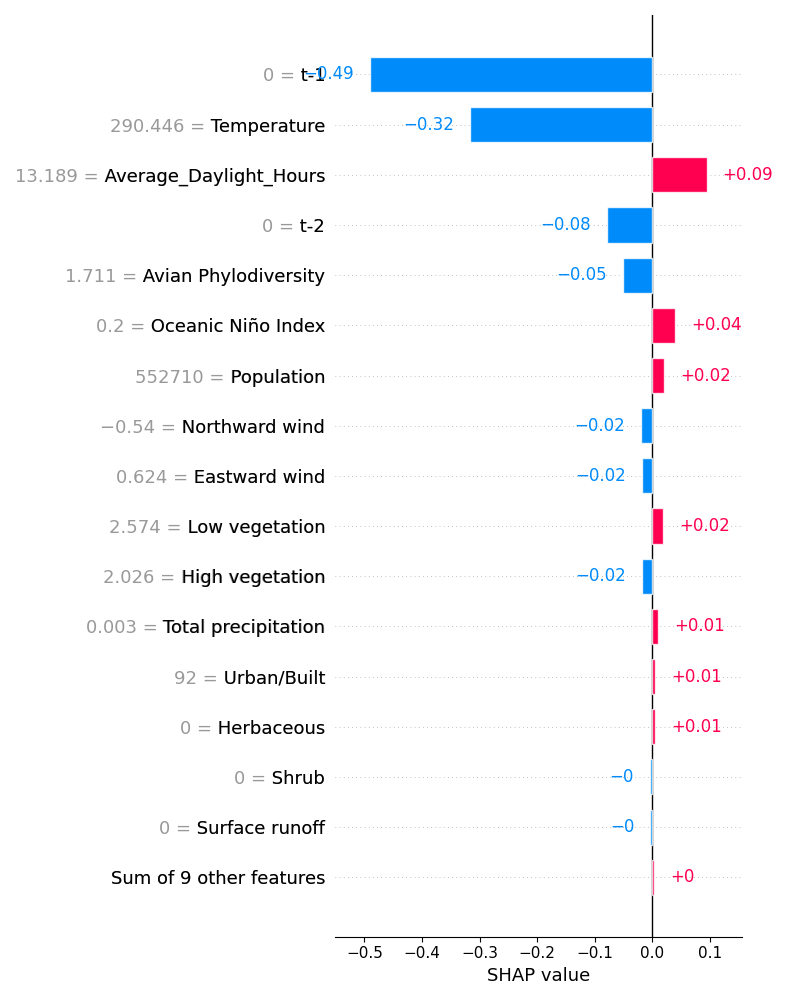 0 = t-1 −0.49
290.446 = Temperature −0.32
13.189 = Average_Daylight_Hours +0.09
0 = t-2 −0.08
1.711 = Avian Phylodiversity −0.05
0.2 = Oceanic Niño Index +0.04
552710 = Population +0.02
−0.54 = Northward wind −0.02
0.624 = Eastward wind −0.02
2.574 = Low vegetation +0.02
2.026 = High vegetation −0.02
0.003 = Total precipitation +0.01
92 = Urban/Built +0.01
0 = Herbaceous +0.01
0 = Shrub −0
0 = Surface runoff −0
Sum of 9 other features +0
−0.5 −0.4 −0.3 −0.2 −0.1 0.0 0.1
SHAP value